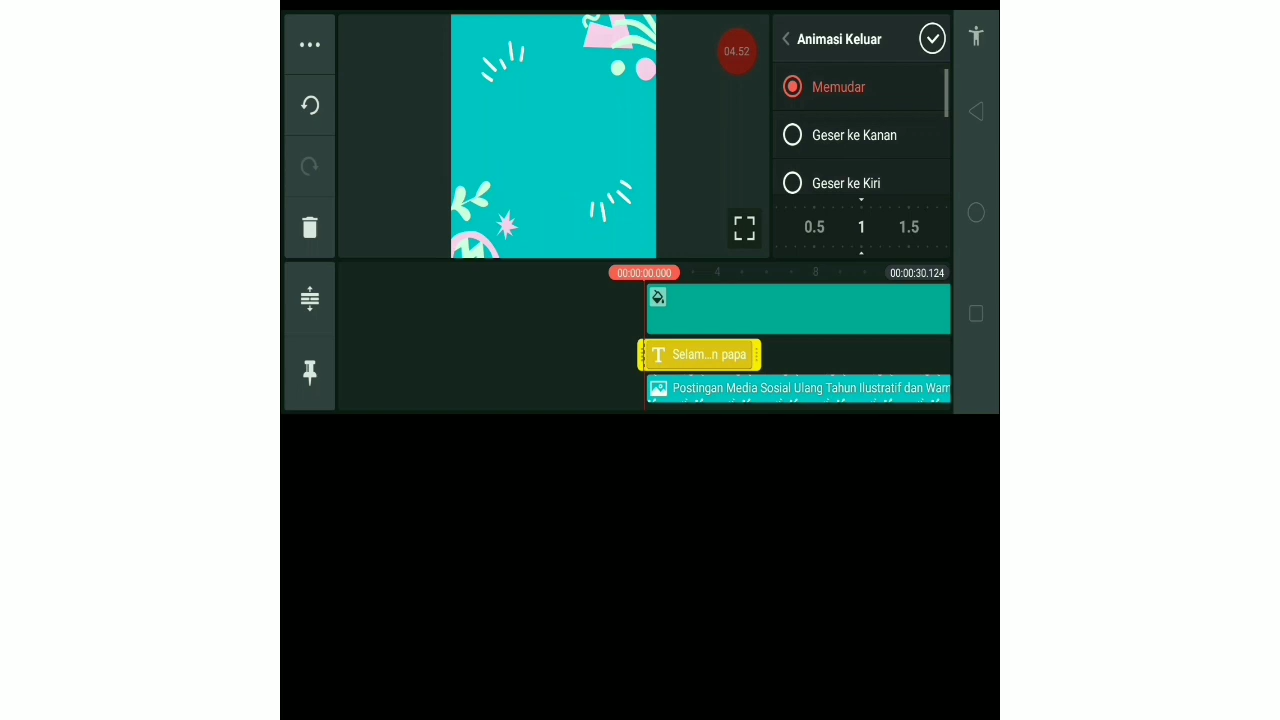 04.52
Animasi Keluar
Memudar
Geser ke Kanan
Geser ke Kiri
0.5 1 1.5
00:00:00.000 4 8 00:00:30.124
T Selam...n papa
Postingan Media Sosial Ulang Tahun Ilustratif dan Warn